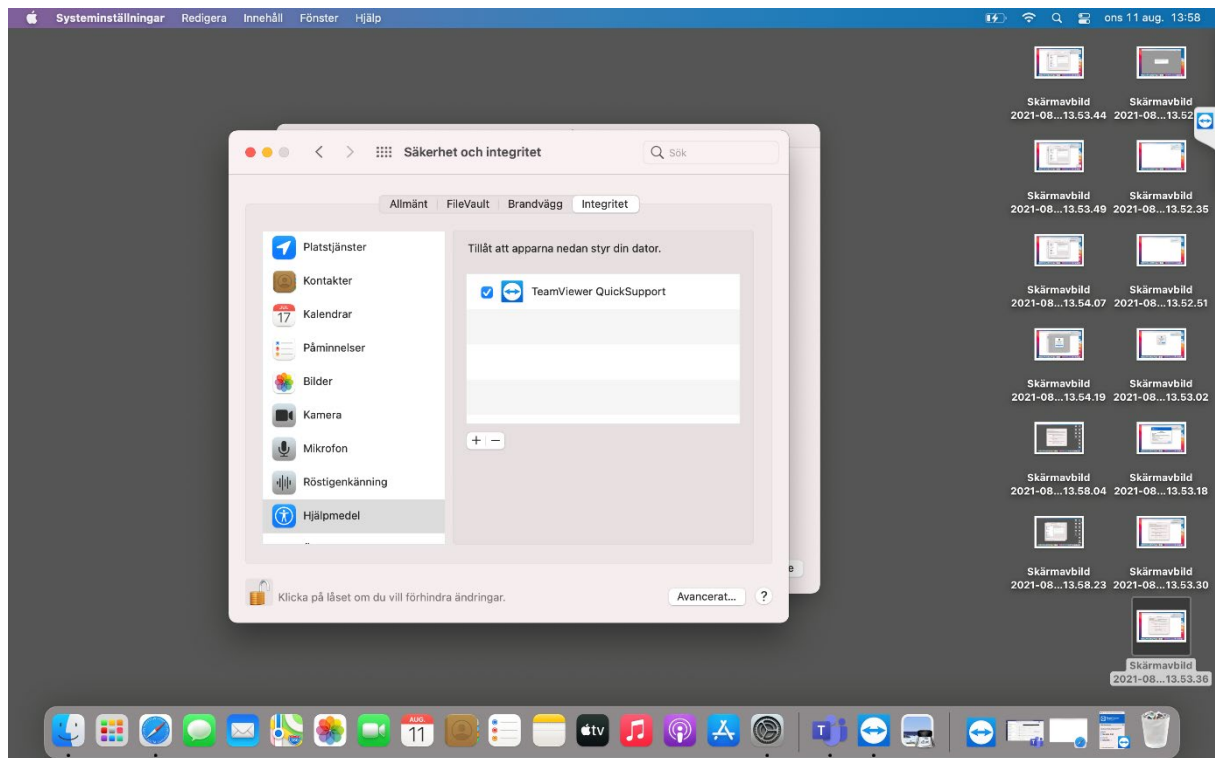 Systeminställningar Redigera Innehåll Fönster Hjälp ons 11 aug. 13:58
Säkerhet och integritet
Sök
Allmänt FileVault Brandvägg Integritet
Platstjänster
Kontakter
JUL
17
Kalendrar
Påminnelser
Bilder
Kamera
Mikrofon
Röstigenkänning
Hjälpmedel
Tillåt att apparna nedan styr din dator.
TeamViewer QuickSupport
+ −
Klicka på låset om du vill förhindra ändringar.
Avancerat... ?
Skärmavbild Skärmavbild
2021-08...13.53.44 2021-08...13.52
Skärmavbild Skärmavbild
2021-08...13.53.49 2021-08...13.52.35
Skärmavbild Skärmavbild
2021-08...13.54.07 2021-08...13.52.51
Skärmavbild Skärmavbild
2021-08...13.54.19 2021-08...13.53.02
Skärmavbild Skärmavbild
2021-08...13.58.04 2021-08...13.53.18
Skärmavbild Skärmavbild
2021-08...13.58.23 2021-08...13.53.30
Skärmavbild
2021-08...13.53.36
AUG.
11
tv
T